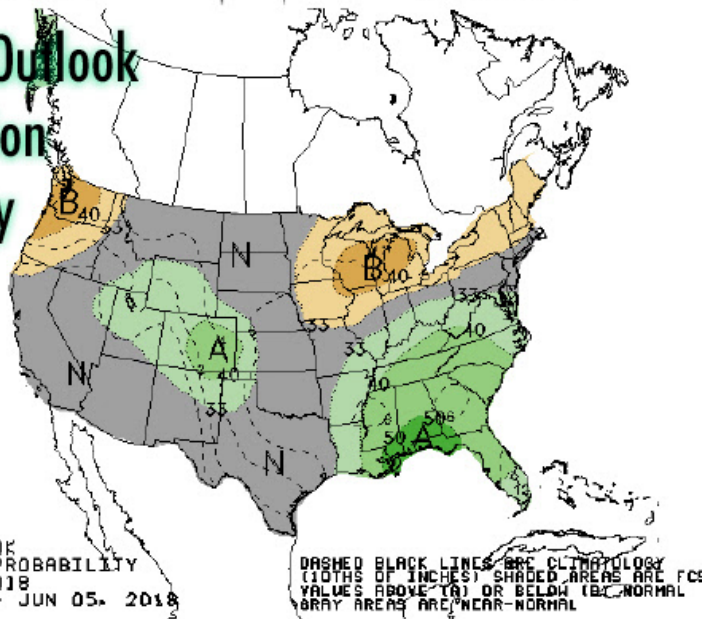 Outlook
on
y
B 40
33
N
B 40
33
33
33
40
A
40
33
N
40
50
50
A
N
K
PROBABILITY
018
JUN 05, 2018
DASHED BLACK LINES ARE CLIMATOLOGY
(10THS OF INCHES) SHADED AREAS ARE FCS
VALUES ABOVE (A) OR BELOW (B) NORMAL
GRAY AREAS ARE NEAR-NORMAL